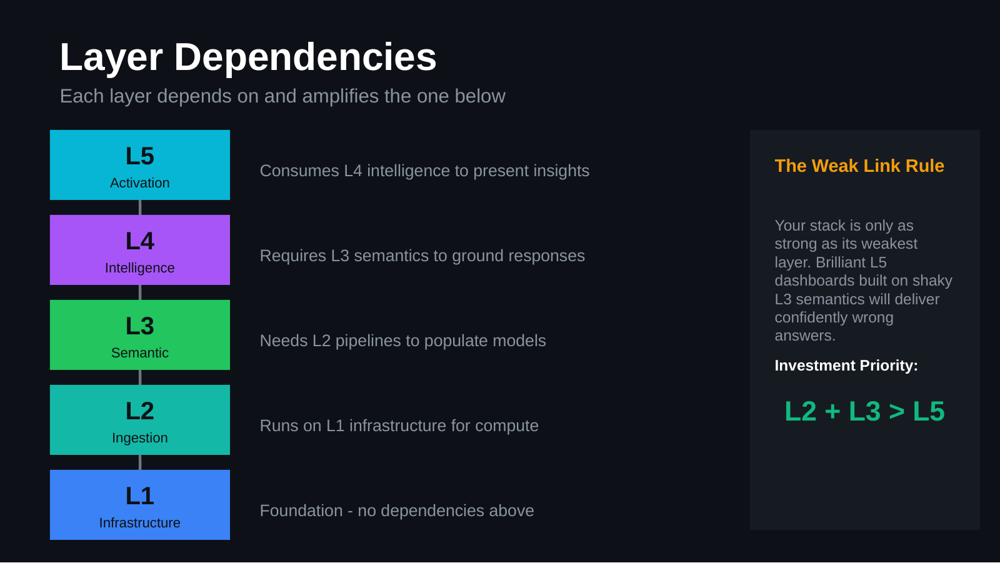 Layer Dependencies
Each layer depends on and amplifies the one below
L5
Activation
Consumes L4 intelligence to present insights
L4
Intelligence
Requires L3 semantics to ground responses
L3
Semantic
Needs L2 pipelines to populate models
L2
Ingestion
Runs on L1 infrastructure for compute
L1
Infrastructure
Foundation - no dependencies above
The Weak Link Rule
Your stack is only as
strong as its weakest
layer. Brilliant L5
dashboards built on shaky
L3 semantics will deliver
confidently wrong
answers.
Investment Priority:
L2 + L3 > L5